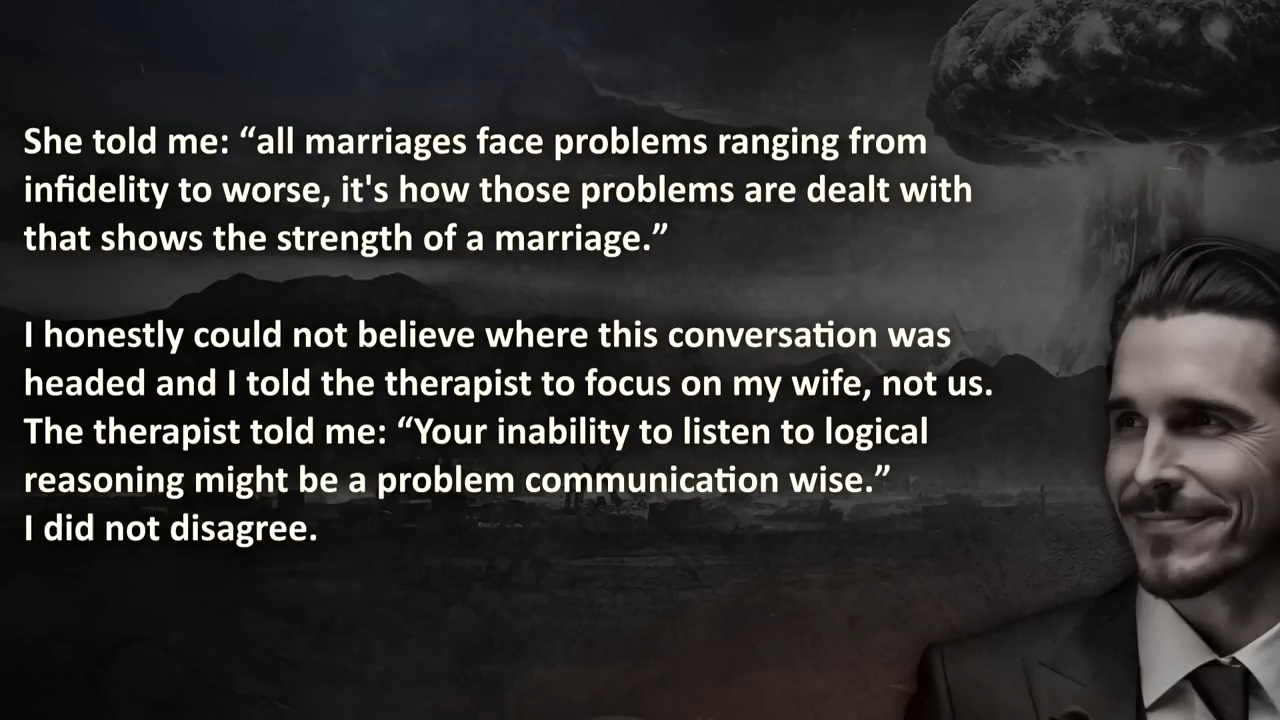 She told me: “all marriages face problems ranging from
infidelity to worse, it's how those problems are dealt with
that shows the strength of a marriage.”
I honestly could not believe where this conversation was
headed and I told the therapist to focus on my wife, not us.
The therapist told me: “Your inability to listen to logical
reasoning might be a problem communication wise.”
I did not disagree.